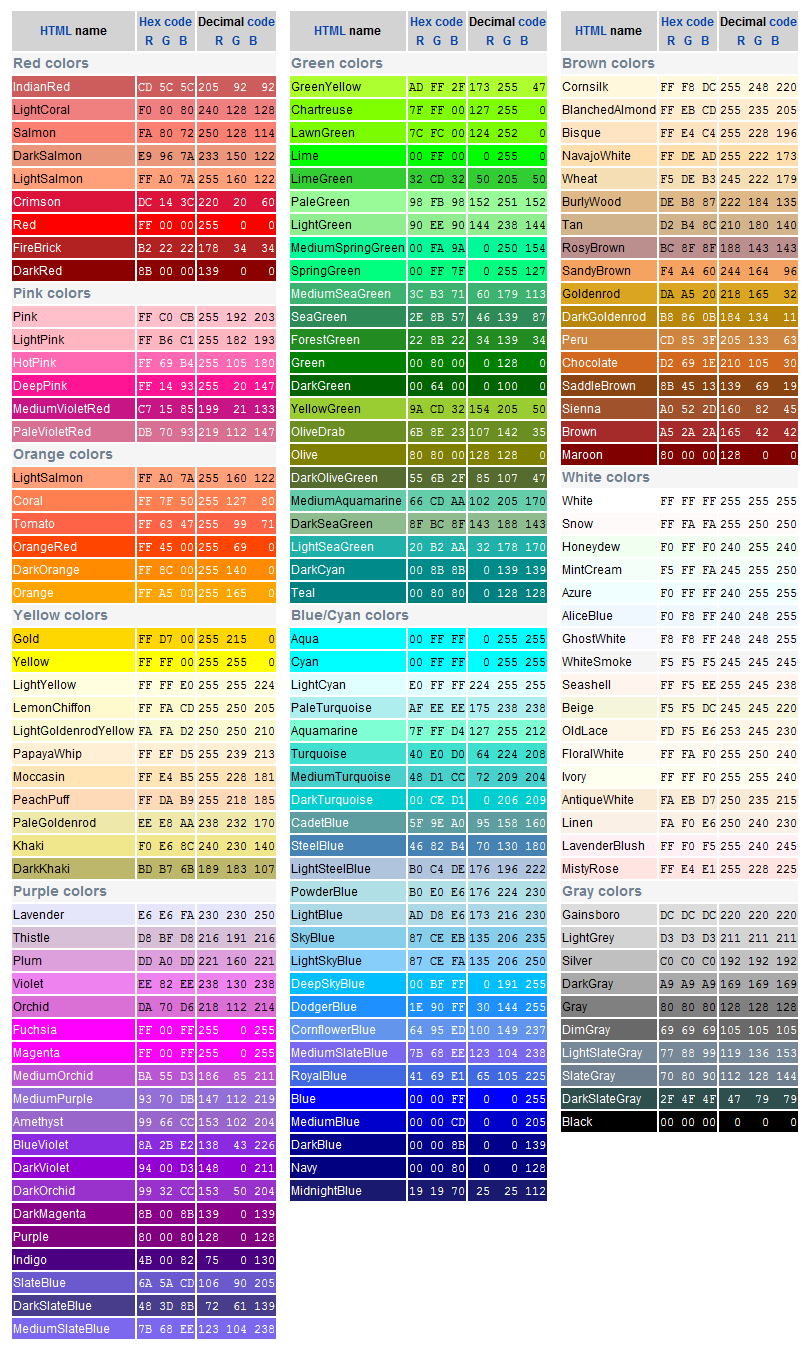 HTML name Hex code R G B Decimal code R G B
Red colors
IndianRed CD 5C 5C 205 92 92
LightCoral F0 80 80 240 128 128
Salmon FA 80 72 250 128 114
DarkSalmon E9 96 7A 233 150 122
LightSalmon FF A0 7A 255 160 122
Crimson DC 14 3C 220 20 60
Red FF 00 00 255 0 0
FireBrick B2 22 22 178 34 34
DarkRed 8B 00 00 139 0 0
Pink colors
Pink FF C0 CB 255 192 203
LightPink FF B6 C1 255 182 193
HotPink FF 69 B4 255 105 180
DeepPink FF 14 93 255 20 147
MediumVioletRed C7 15 85 199 21 133
PaleVioletRed DB 70 93 219 112 147
Orange colors
LightSalmon FF A0 7A 255 160 122
Coral FF 7F 50 255 127 80
Tomato FF 63 47 255 99 71
OrangeRed FF 45 00 255 69 0
DarkOrange FF 8C 00 255 140 0
Orange FF A5 00 255 165 0
Yellow colors
Gold FF D7 00 255 215 0
Yellow FF FF 00 255 255 0
LightYellow FF FF E0 255 255 224
LemonChiffon FF FA CD 255 250 205
LightGoldenrodYellow FA FA D2 250 250 210
PapayaWhip FF EF D5 255 239 213
Moccasin FF E4 B5 255 228 181
PeachPuff FF DA B9 255 218 185
PaleGoldenrod EE E8 AA 238 232 170
Khaki F0 E6 8C 240 230 140
DarkKhaki BD B7 6B 189 183 107
Purple colors
Lavender E6 E6 FA 230 230 250
Thistle D8 BF D8 216 191 216
Plum DD A0 DD 221 160 221
Violet EE 82 EE 238 130 238
Orchid DA 70 D6 218 112 214
Fuchsia FF 00 FF 255 0 255
Magenta FF 00 FF 255 0 255
MediumOrchid BA 55 D3 186 85 211
MediumPurple 93 70 DB 147 112 219
Amethyst 99 66 CC 153 102 204
BlueViolet 8A 2B E2 138 43 226
DarkViolet 94 00 D3 148 0 211
DarkOrchid 99 32 CC 153 50 204
DarkMagenta 8B 00 8B 139 0 139
Purple 80 00 80 128 0 128
Indigo 4B 00 82 75 0 130
SlateBlue 6A 5A CD 106 90 205
DarkSlateBlue 48 3D 8B 72 61 139
MediumSlateBlue 7B 68 EE 123 104 238
HTML name Hex code R G B Decimal code R G B
Green colors
GreenYellow AD FF 2F 173 255 47
Chartreuse 7F FF 00 127 255 0
LawnGreen 7C FC 00 124 252 0
Lime 00 FF 00 0 255 0
LimeGreen 32 CD 32 50 205 50
PaleGreen 98 FB 98 152 251 152
LightGreen 90 EE 90 144 238 144
MediumSpringGreen 00 FA 9A 0 250 154
SpringGreen 00 FF 7F 0 255 127
MediumSeaGreen 3C B3 71 60 179 113
SeaGreen 2E 8B 57 46 139 87
ForestGreen 22 8B 22 34 139 34
Green 00 80 00 0 128 0
DarkGreen 00 64 00 0 100 0
YellowGreen 9A CD 32 154 205 50
OliveDrab 6B 8E 23 107 142 35
Olive 80 80 00 128 128 0
DarkOliveGreen 55 6B 2F 85 107 47
MediumAquamarine 66 CD AA 102 205 170
DarkSeaGreen 8F BC 8F 143 188 143
LightSeaGreen 20 B2 AA 32 178 170
DarkCyan 00 8B 8B 0 139 139
Teal 00 80 80 0 128 128
Blue/Cyan colors
Aqua 00 FF FF 0 255 255
Cyan 00 FF FF 0 255 255
LightCyan E0 FF FF 224 255 255
PaleTurquoise AF EE EE 175 238 238
Aquamarine 7F FF D4 127 255 212
Turquoise 40 E0 D0 64 224 208
MediumTurquoise 48 D1 CC 72 209 204
DarkTurquoise 00 CE D1 0 206 209
CadetBlue 5F 9E A0 95 158 160
SteelBlue 46 82 B4 70 130 180
LightSteelBlue B0 C4 DE 176 196 222
PowderBlue B0 E0 E6 176 224 230
LightBlue AD D8 E6 173 216 230
SkyBlue 87 CE EB 135 206 235
LightSkyBlue 87 CE FA 135 206 250
DeepSkyBlue 00 BF FF 0 191 255
DodgerBlue 1E 90 FF 30 144 255
CornflowerBlue 64 95 ED 100 149 237
MediumSlateBlue 7B 68 EE 123 104 238
RoyalBlue 41 69 E1 65 105 225
Blue 00 00 FF 0 0 255
MediumBlue 00 00 CD 0 0 205
DarkBlue 00 00 8B 0 0 139
Navy 00 00 80 0 0 128
MidnightBlue 19 19 70 25 25 112
HTML name Hex code R G B Decimal code R G B
Brown colors
Cornsilk FF F8 DC 255 248 220
BlanchedAlmond FF EB CD 255 235 205
Bisque FF E4 C4 255 228 196
NavajoWhite FF DE AD 255 222 173
Wheat F5 DE B3 245 222 179
BurlyWood DE B8 87 222 184 135
Tan D2 B4 8C 210 180 140
RosyBrown BC 8F 8F 188 143 143
SandyBrown F4 A4 60 244 164 96
Goldenrod DA A5 20 218 165 32
DarkGoldenrod B8 86 0B 184 134 11
Peru CD 85 3F 205 133 63
Chocolate D2 69 1E 210 105 30
SaddleBrown 8B 45 13 139 69 19
Sienna A0 52 2D 160 82 45
Brown A5 2A 2A 165 42 42
Maroon 80 00 00 128 0 0
White colors
White FF FF FF 255 255 255
Snow FF FA FA 255 250 250
Honeydew F0 FF F0 240 255 240
MintCream F5 FF FA 245 255 250
Azure F0 FF FF 240 255 255
AliceBlue F0 F8 FF 240 248 255
GhostWhite F8 F8 FF 248 248 255
WhiteSmoke F5 F5 F5 245 245 245
Seashell FF F5 EE 255 245 238
Beige F5 F5 DC 245 245 220
OldLace FD F5 E6 253 245 230
FloralWhite FF FA F0 255 250 240
Ivory FF FF F0 255 255 240
AntiqueWhite FA EB D7 250 235 215
Linen FA F0 E6 250 240 230
LavenderBlush FF F0 F5 255 240 245
MistyRose FF E4 E1 255 228 225
Gray colors
Gainsboro DC DC DC 220 220 220
LightGrey D3 D3 D3 211 211 211
Silver C0 C0 C0 192 192 192
DarkGray A9 A9 A9 169 169 169
Gray 80 80 80 128 128 128
DimGray 69 69 69 105 105 105
LightSlateGray 77 88 99 119 136 153
SlateGray 70 80 90 112 128 144
DarkSlateGray 2F 4F 4F 47 79 79
Black 00 00 00 0 0 0